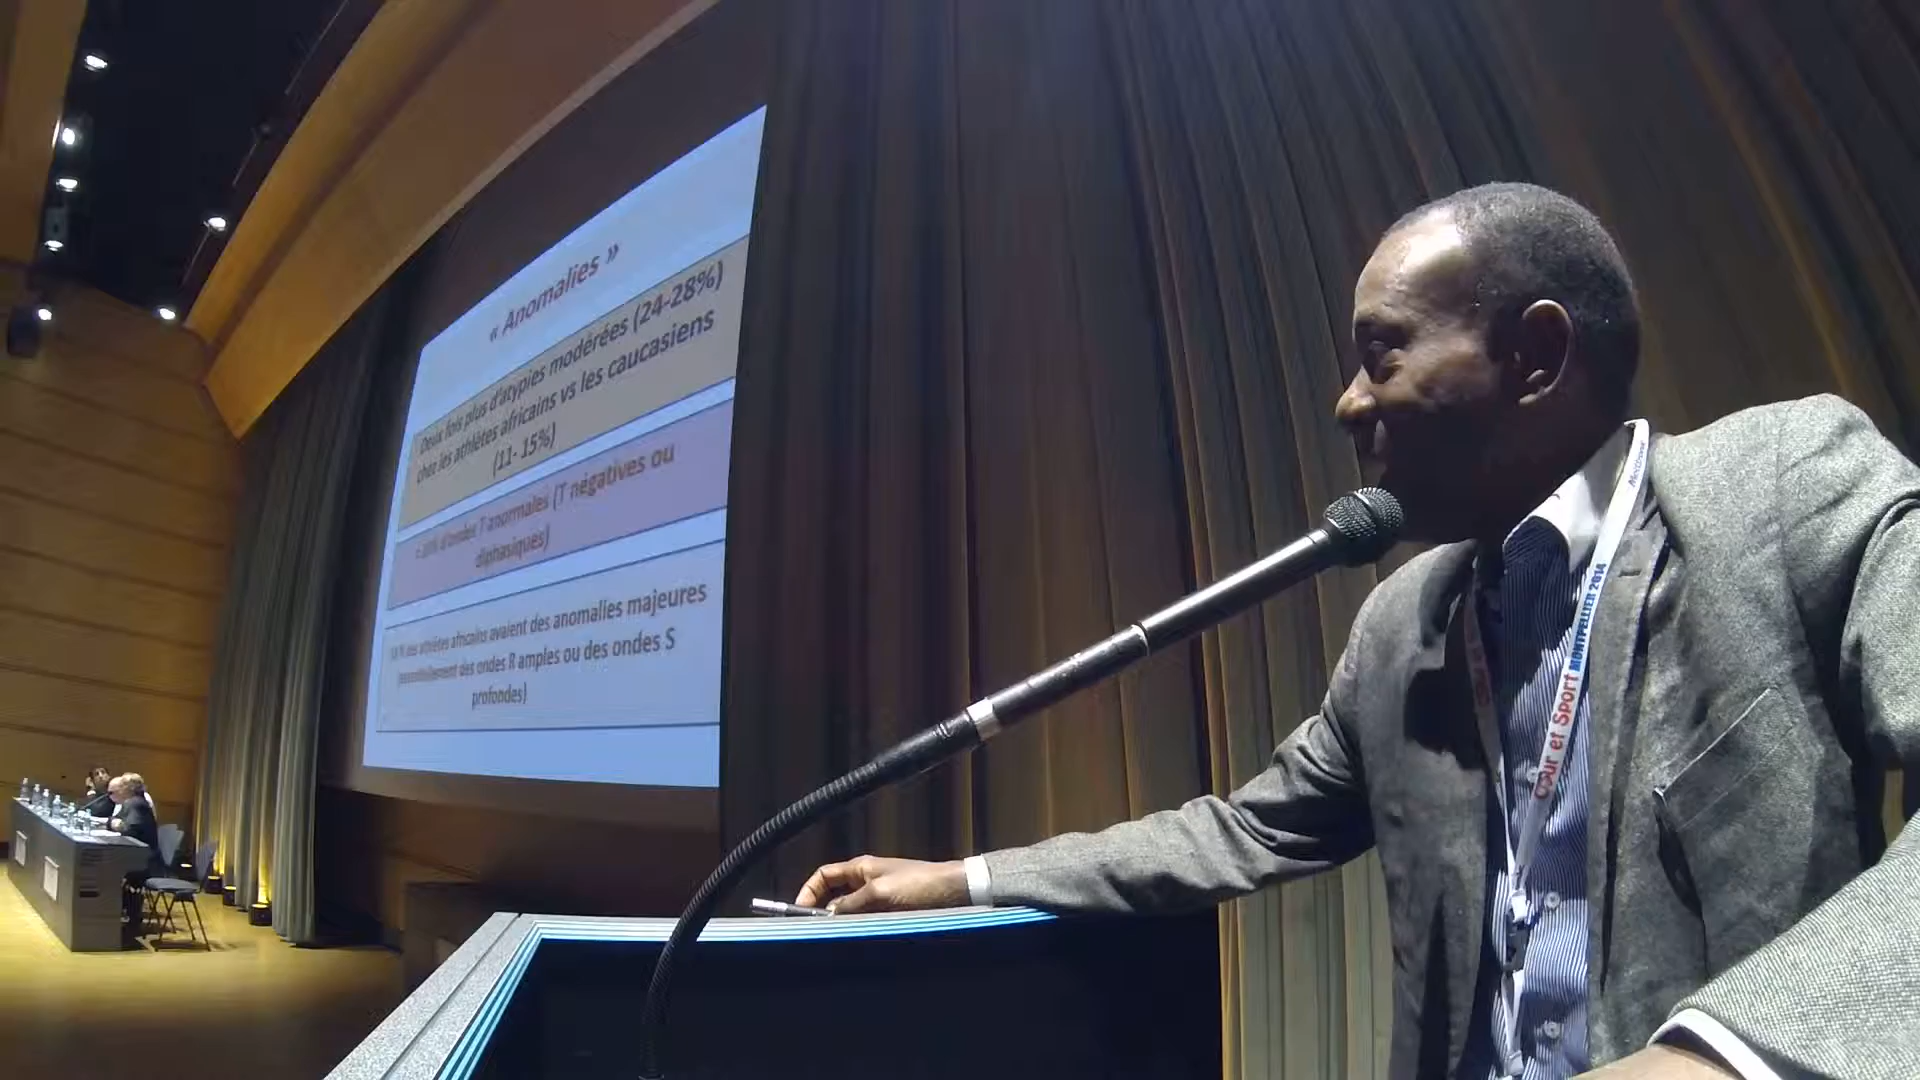 « Anomalies »
Deux fois plus d'atypies modérées (24-28%)
chez les athlètes africains vs les caucasiens
(11- 15%)
d'ondes T anormales (T négatives ou
diphasiques)
des athlètes africains avaient des anomalies majeures
des ondes R amples ou des ondes S
profondes)
Medtronic
Cœur et Sport MONTPELLIER 2014